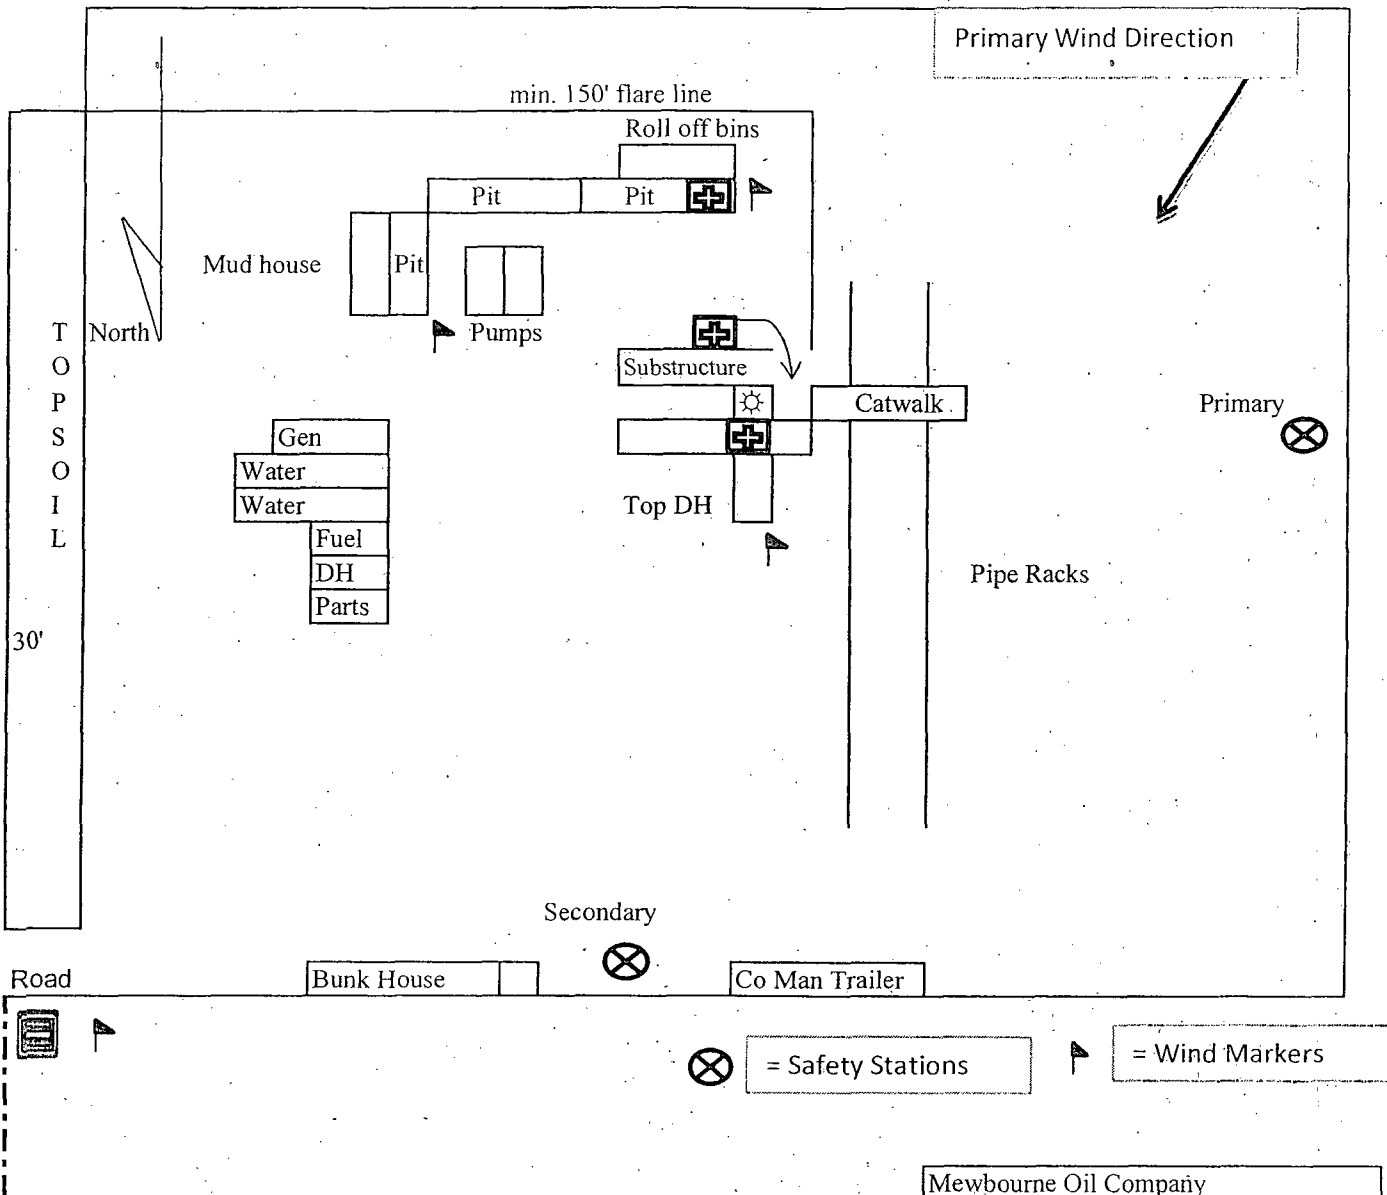 Primary Wind Direction
min. 150' flare line
Roll off bins
Pit
Pit
Mud house
Pit
North
Pumps
T
O
P
S
O
I
L
Substructure
Catwalk
Primary
Gen
Water
Water
Top DH
Fuel
DH
Parts
Pipe Racks
30'
Secondary
Road
Bunk House
Co Man Trailer
= Safety Stations
= Wind Markers
Mewbourne Oil Company